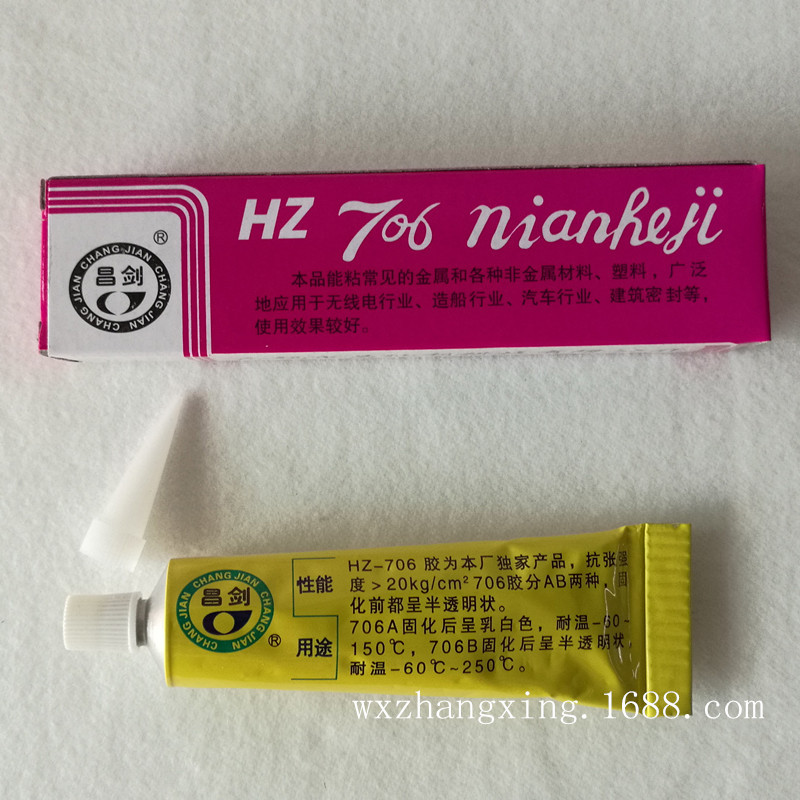 HZ 706 nianheji
本品能粘常见的金属和各种非金属材料、塑料，广泛
地应用于无线电行业、造船行业、汽车行业、建筑密封等，
使用效果较好。
CHANG JIAN CHANG JIAN CHANG JIAN
昌剑
®
性能
用途
HZ-706 胶为本厂独家产品，抗张强
度＞20kg/cm² 706胶分AB两种，固
化前都呈半透明状。
706A固化后呈乳白色，耐温-60~
150℃，706B固化后呈半透明状，
耐温-60℃~250℃。
CHANG JIAN CHANG JIAN CHANG JIAN
昌剑
®
wxzhangxing.1688.com